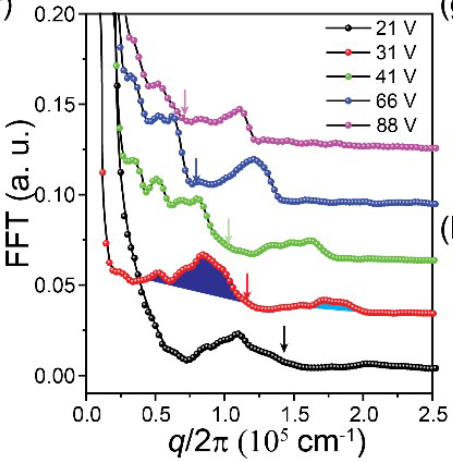 0.20
21 V
31 V
41 V
66 V
88 V
0.15
0.10
0.05
0.00
FFT (a. u.)
0.0 0.5 1.0 1.5 2.0 2.5
q/2π (10⁵ cm⁻¹)